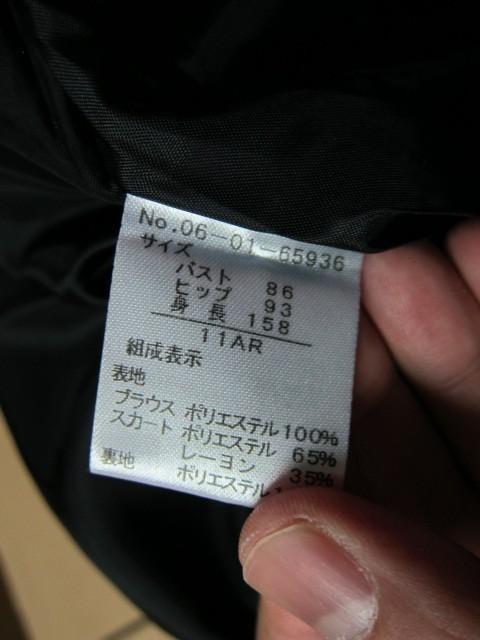 No.06-01-65936
サイズ
バスト 86
ヒップ 93
身長 158
11AR
組成表示
表地
ブラウス ポリエステル100%
スカート ポリエステル 65%
レーヨン 35%
裏地 ポリエステル